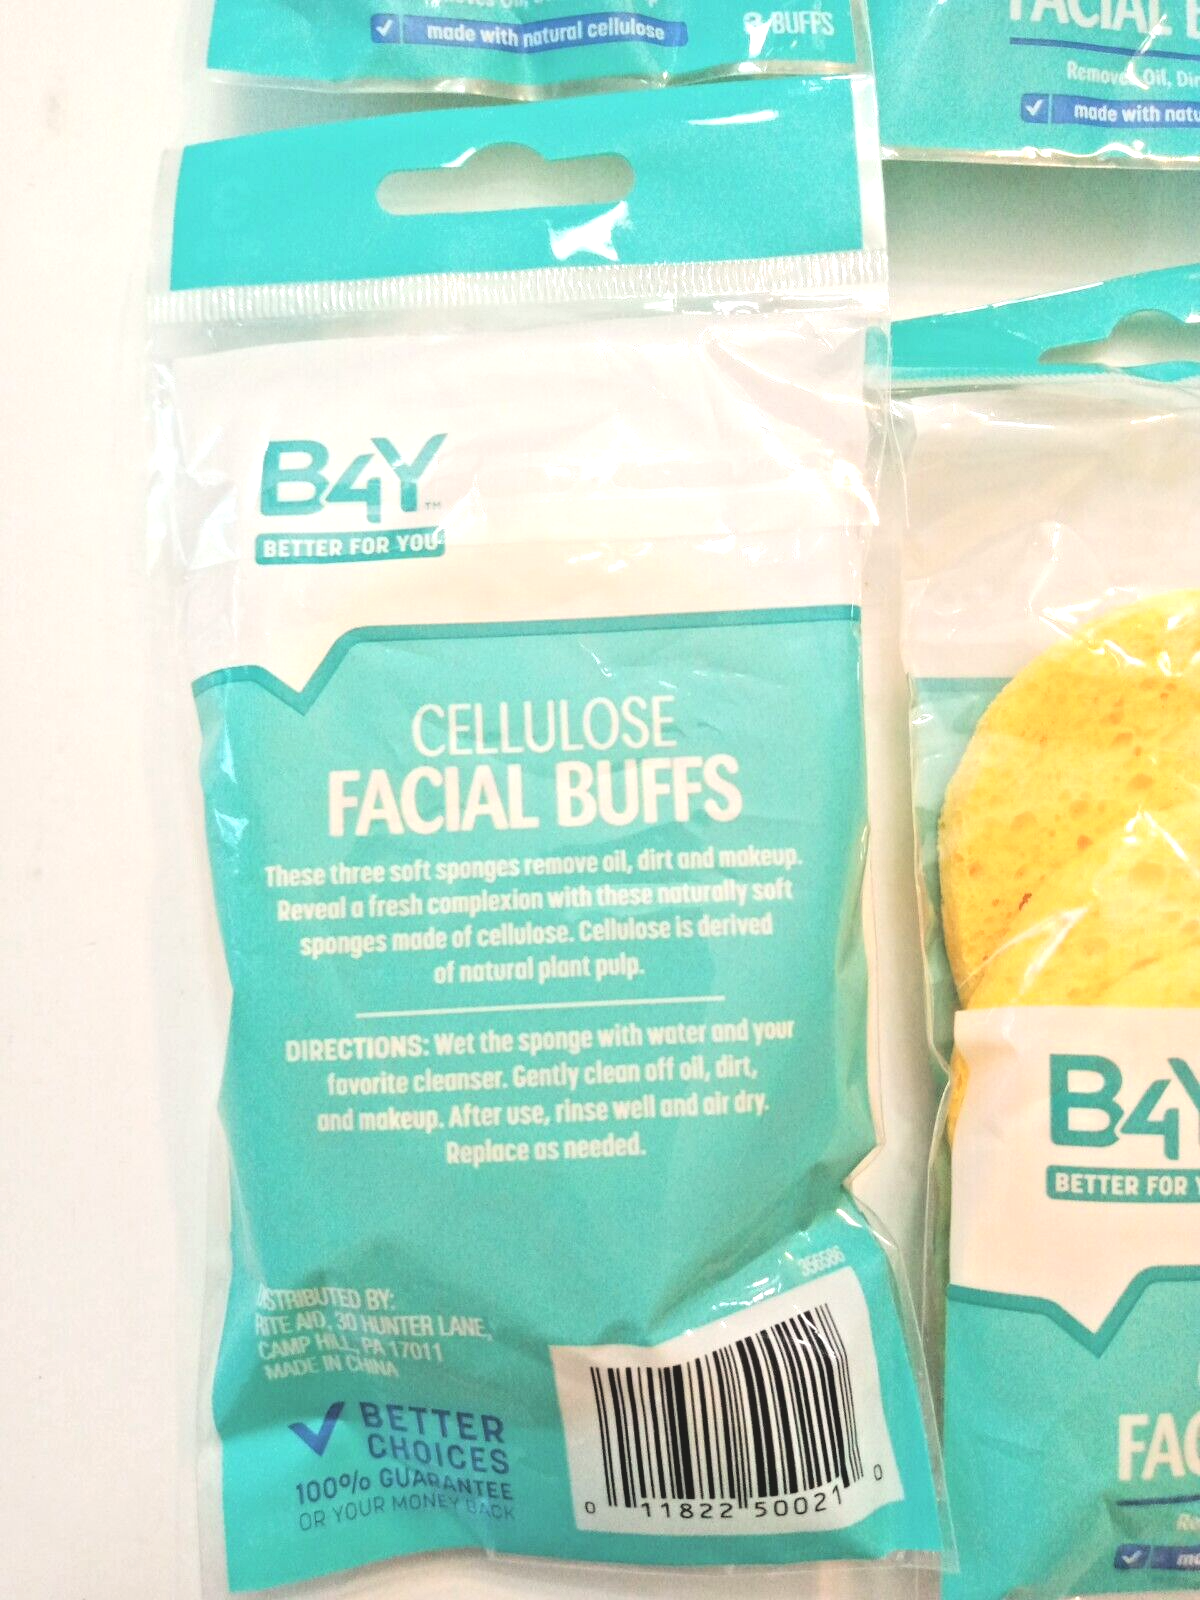 made with natural cellulose
3 BUFFS
FACIAL
Removes Oil,
made with
B4Y™
BETTER FOR YOU
CELLULOSE
FACIAL BUFFS
These three soft sponges remove oil, dirt and makeup.
Reveal a fresh complexion with these naturally soft
sponges made of cellulose. Cellulose is derived
of natural plant pulp.
DIRECTIONS: Wet the sponge with water and your
favorite cleanser. Gently clean off oil, dirt,
and makeup. After use, rinse well and air dry.
Replace as needed.
356586
DISTRIBUTED BY:
RITE AID, 30 HUNTER LANE,
CAMP HILL, PA 17011
MADE IN CHINA
BETTER
CHOICES
100% GUARANTEE
OR YOUR MONEY BACK
0 11822 50021 0
B4Y
BETTER FOR